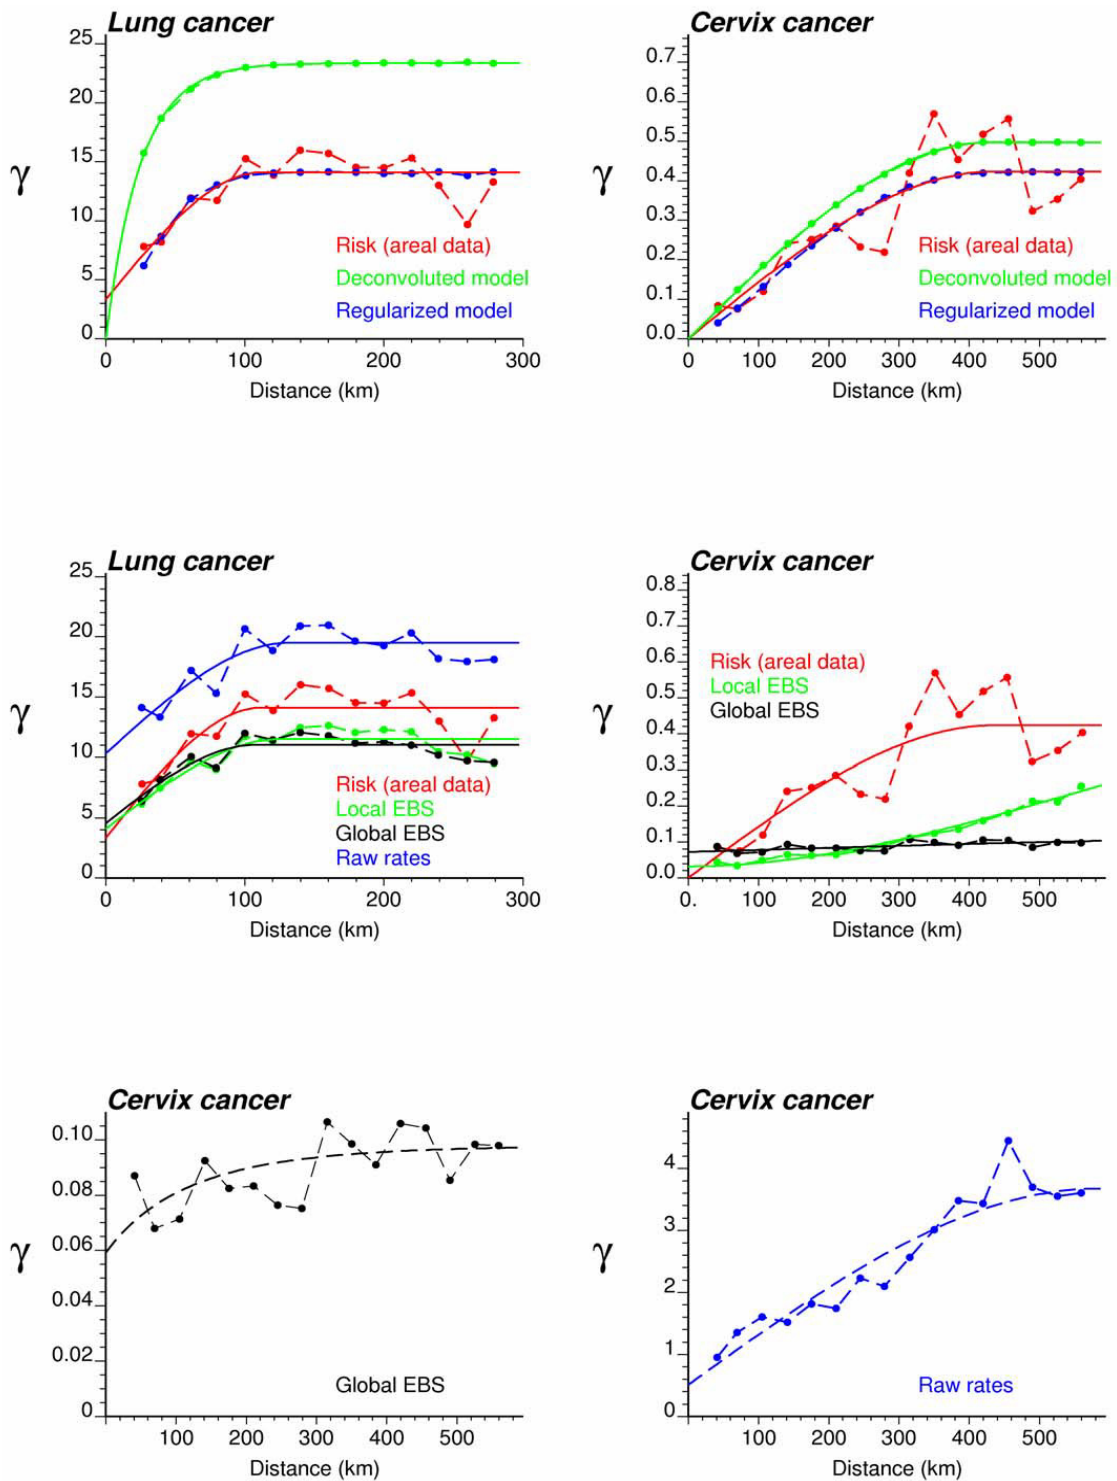 Lung cancer
25
20
15
10
5
0
γ
Risk (areal data)
Deconvoluted model
Regularized model
0 100 200 300
Distance (km)
Cervix cancer
0.7
0.6
0.5
0.4
0.3
0.2
0.1
0.0
γ
Risk (areal data)
Deconvoluted model
Regularized model
0 100 200 300 400 500
Distance (km)
Lung cancer
25
20
15
10
5
0
γ
Risk (areal data)
Local EBS
Global EBS
Raw rates
0 100 200 300
Distance (km)
Cervix cancer
0.8
0.7
0.6
0.5
0.4
0.3
0.2
0.1
0.0
γ
Risk (areal data)
Local EBS
Global EBS
0. 100 200 300 400 500
Distance (km)
Cervix cancer
0.10
0.08
0.06
0.04
0.02
0
γ
Global EBS
100 200 300 400 500
Distance (km)
Cervix cancer
4
3
2
1
0
γ
Raw rates
100 200 300 400 500
Distance (km)